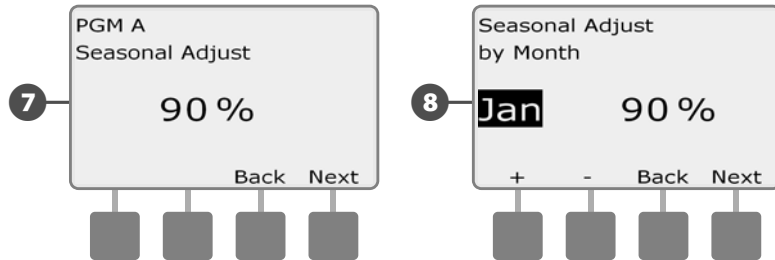 PGM A
Seasonal Adjust
7
90 %
Back Next
Seasonal Adjust
by Month
8
Jan 90 %
+ - Back Next